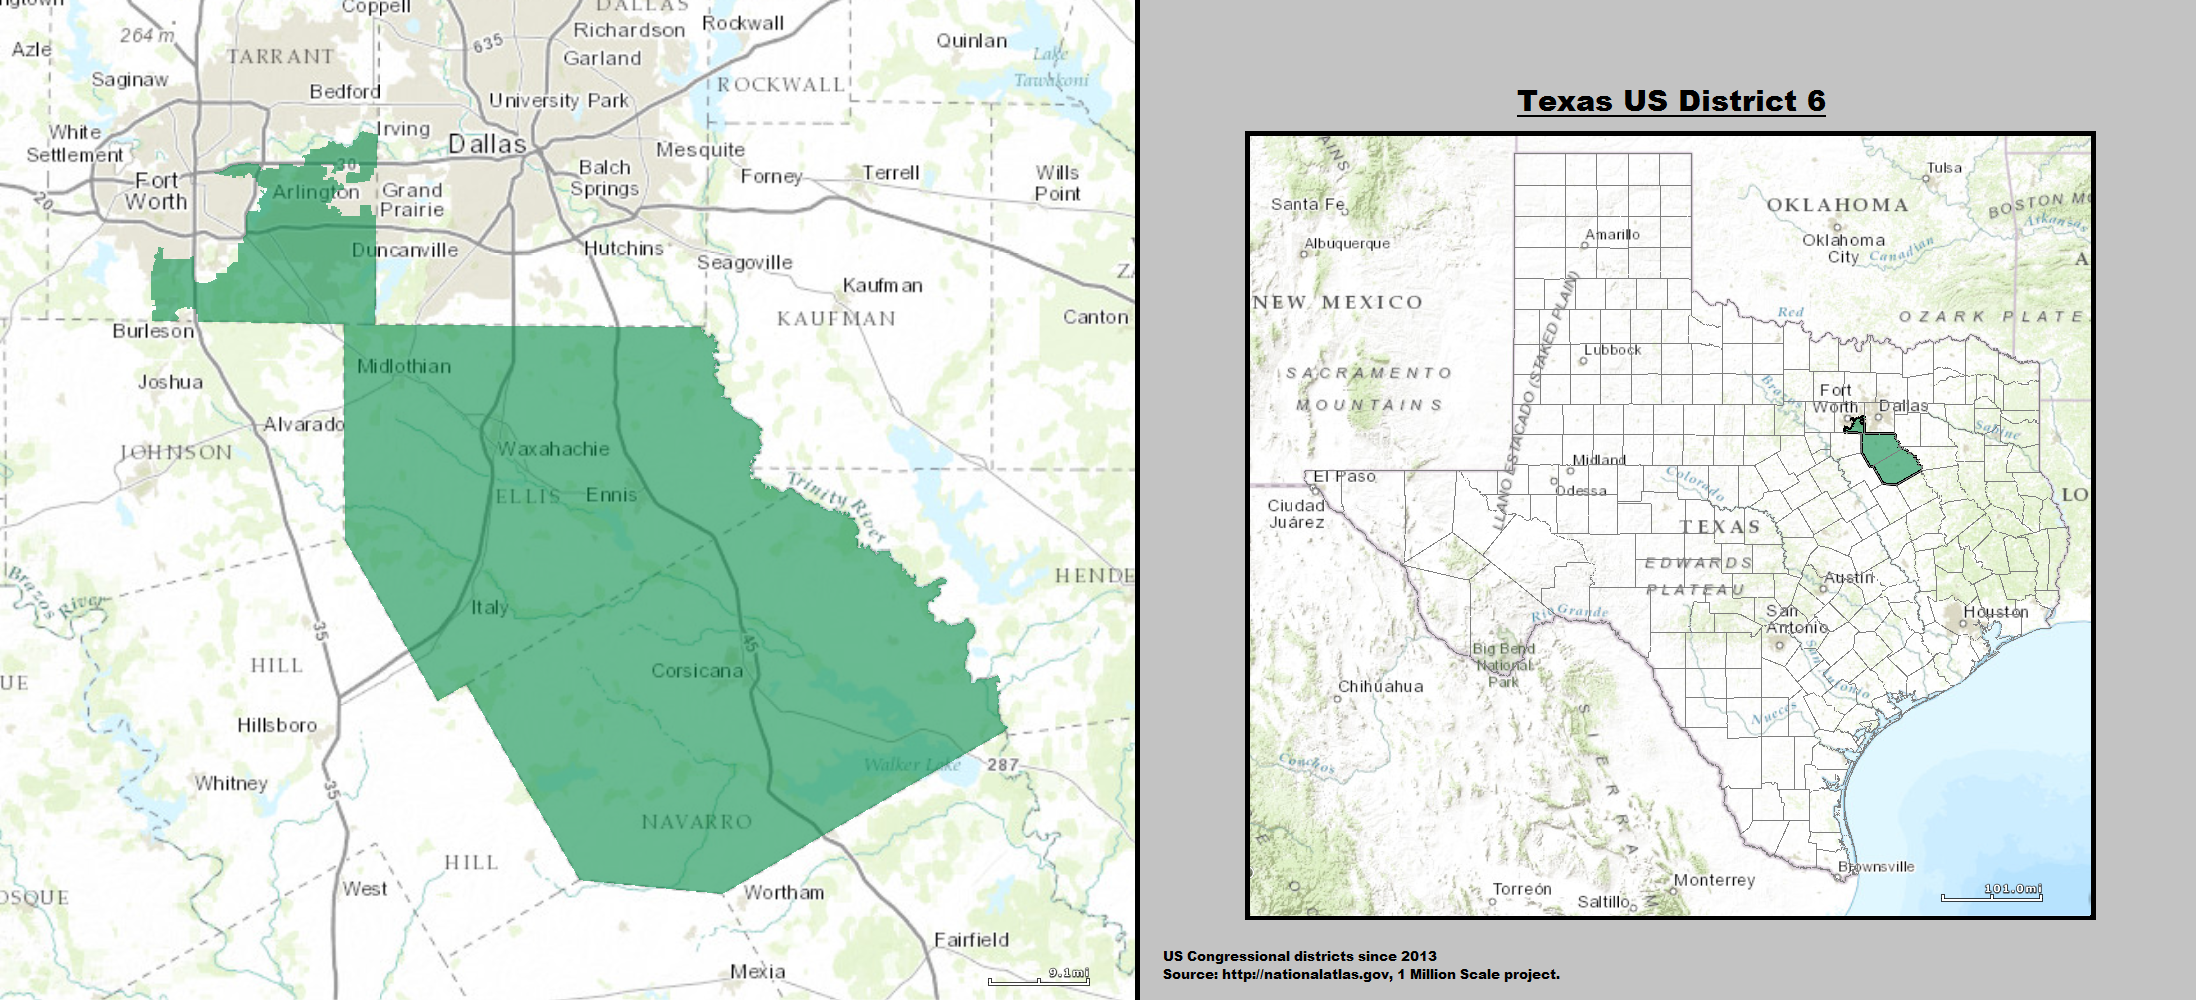 Coppell
DALLAS
Richardson
Rockwall
264 m
635
Azle
TARRANT
Garland
Quinlan
Lake
Tawakoni
Saginaw
Bedford
University Park
ROCKWALL
White
Settlement
Irving
Dallas
Mesquite
30
Balch
Springs
Forney
Terrell
Wills
Point
Fort
Worth
20
Arlington
Grand
Prairie
Duncanville
Hutchins
Seagoville
Kaufman
KAUFMAN
Canton
Burleson
Midlothian
Joshua
Alvarado
JOHNSON
Waxahachie
ELLIS
Ennis
Trinity River
Brazos River
HENDE
Italy
35
45
HILL
Corsicana
Hillsboro
Walker Lake
287
Whitney
35
NAVARRO
HILL
West
Wortham
OSQUE
Fairfield
Mexia
9.1mi
Texas US District 6
AINS
Tulsa
Santa Fe
OKLAHOMA
BOSTON MO
Arkansas
Albuquerque
Amarillo
Oklahoma
City
Canadian
NEW MEXICO
LLANO ESTACADO (STAKED PLAIN)
Red
OZARK PLATE
Lubbock
SACRAMENTO
MOUNTAINS
Brazos
Fort
Worth
Dallas
Sabine
Midland
Odessa
El Paso
Colorado
LO
Ciudad
Juárez
TEXAS
EDWARDS
PLATEAU
Austin
Rio Grande
San
Antonio
Houston
Big Bend
National
Park
San Antonio
Chihuahua
Nueces
Conchos
SIERRA M
Brownsville
Torreón
Monterrey
Saltillo
101.0mi
US Congressional districts since 2013
Source: http://nationalatlas.gov, 1 Million Scale project.